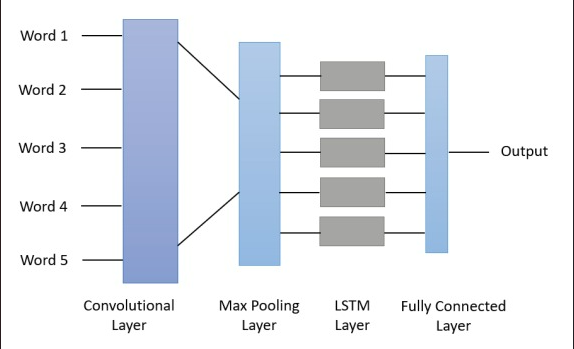 Word 1
Word 2
Word 3
Word 4
Word 5
Output
Convolutional
Layer
Max Pooling
Layer
LSTM
Layer
Fully Connected
Layer